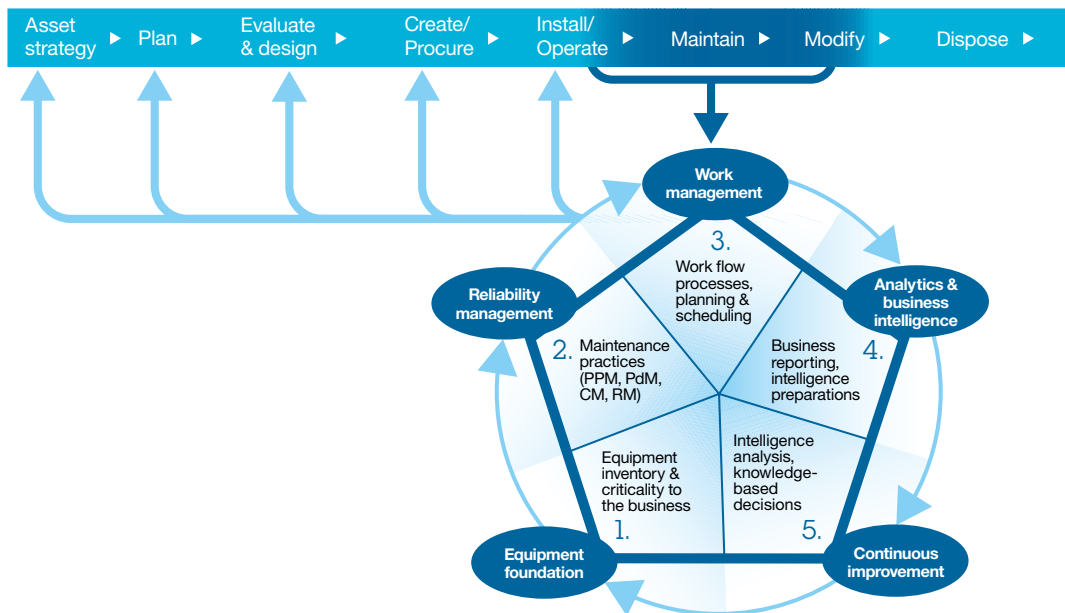 Asset
strategy
Plan
Evaluate
& design
Create/
Procure
Install/
Operate
Maintain
Modify
Dispose
Work
management
3.
Work flow
processes,
planning &
scheduling
Reliability
management
Analytics &
business
intelligence
2.
Maintenance
practices
(PPM, PdM,
CM, RM)
4.
Business
reporting,
intelligence
preparations
Equipment
inventory &
criticality to
the business
1.
Intelligence
analysis,
knowledge-
based
decisions
5.
Equipment
foundation
Continuous
improvement